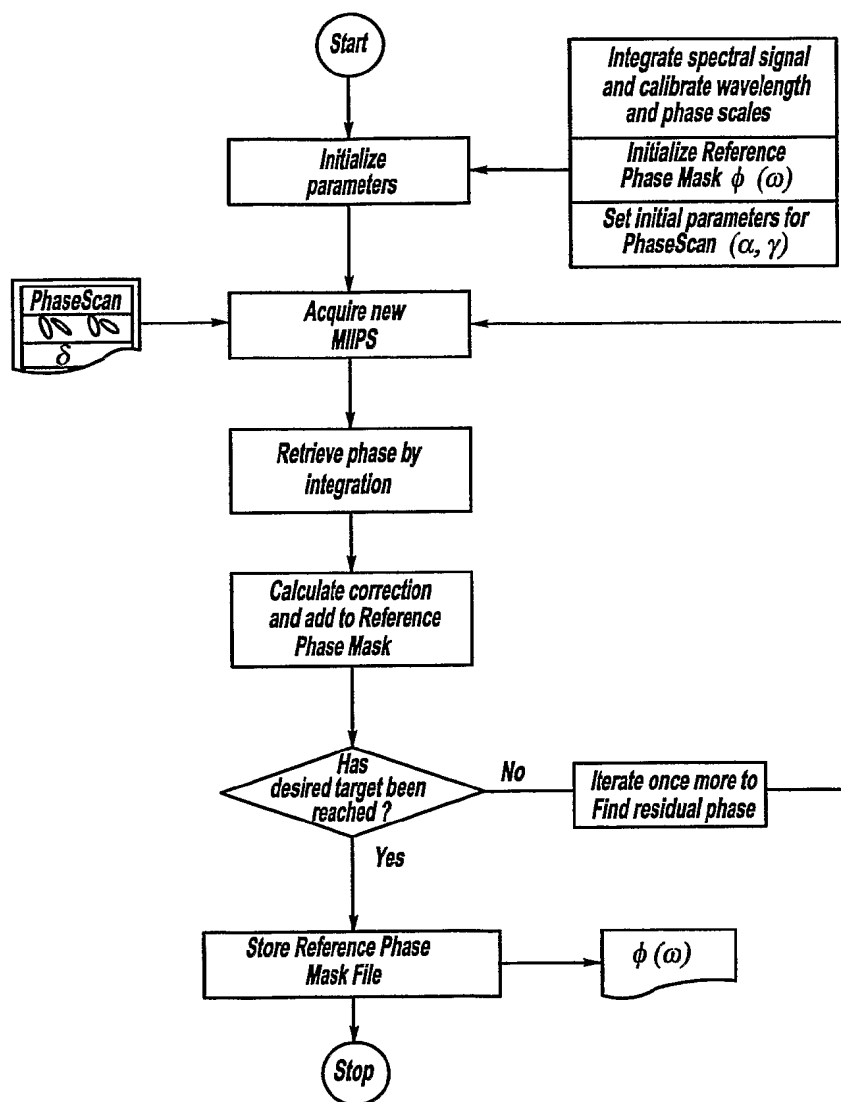 Start
Integrate spectral signal
and calibrate wavelength
and phase scales
Initialize Reference
Phase Mask ϕ (ω)
Set initial parameters for
PhaseScan (α, γ)
Initialize
parameters
PhaseScan
δ
Acquire new
MIIPS
Retrieve phase by
integration
Calculate correction
and add to Reference
Phase Mask
Has
desired target been
reached ?
No
Iterate once more to
Find residual phase
Yes
Store Reference Phase
Mask File
ϕ (ω)
Stop